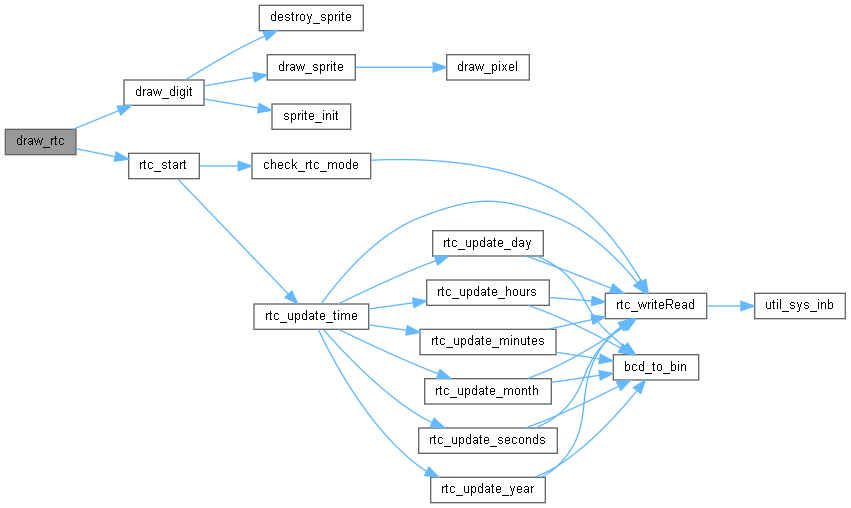 destroy_sprite
draw_sprite
draw_pixel
draw_digit
sprite_init
draw_rtc
rtc_start
check_rtc_mode
rtc_update_day
rtc_update_hours
rtc_writeRead
util_sys_inb
rtc_update_time
rtc_update_minutes
bcd_to_bin
rtc_update_month
rtc_update_seconds
rtc_update_year